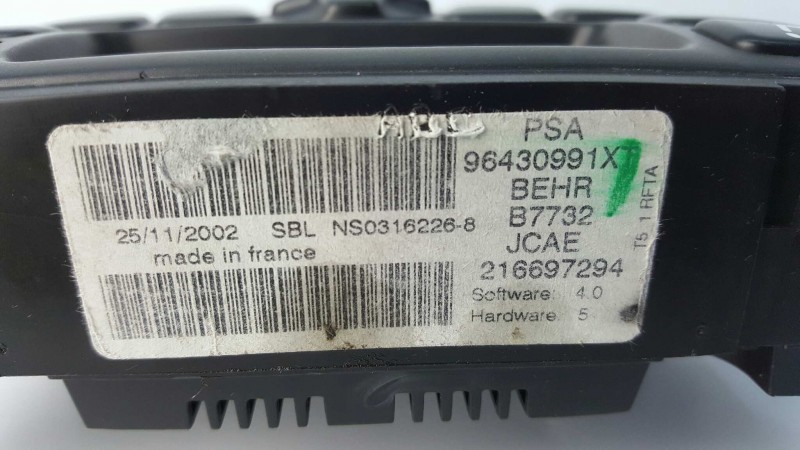 ABC
PSA
96430991XT
BEHR
B7732
JCAE
216697294
Software: 4.0
Hardware: 5
T5 1 RFTA
25/11/2002 SBL NS0316226-8
made in france